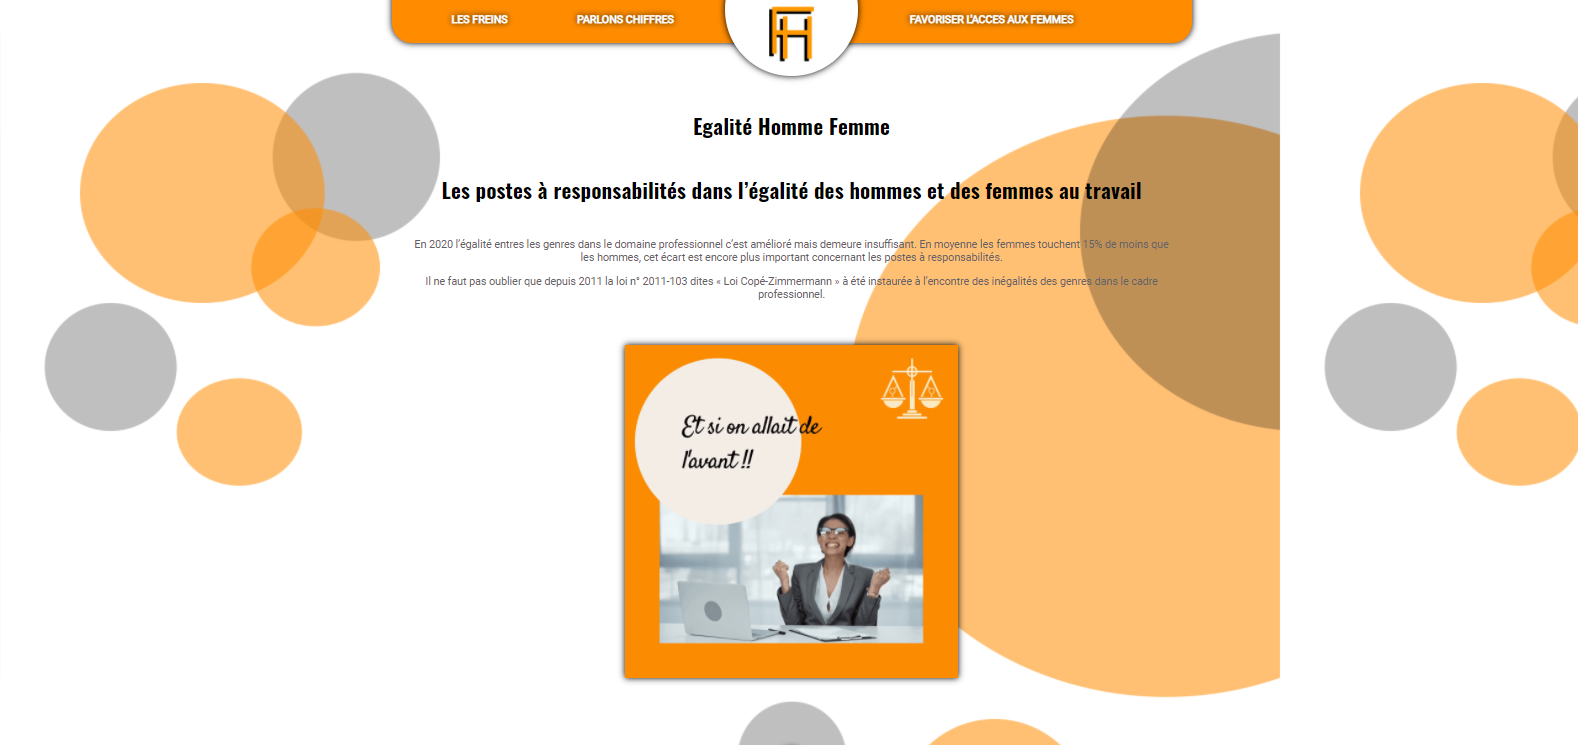 LES FREINS
PARLONS CHIFFRES
FH
FAVORISER L'ACCES AUX FEMMES
Egalité Homme Femme
Les postes à responsabilités dans l’égalité des hommes et des femmes au travail
En 2020 l’égalité entres les genres dans le domaine professionnel c’est amélioré mais demeure insuffisant. En moyenne les femmes touchent 15% de moins que
les hommes, cet écart est encore plus important concernant les postes à responsabilités.
Il ne faut pas oublier que depuis 2011 la loi n° 2011-103 dites « Loi Copé-Zimmermann » à été instaurée à l’encontre des inégalités des genres dans le cadre
professionnel.
Et si on allait de
l'avant !!